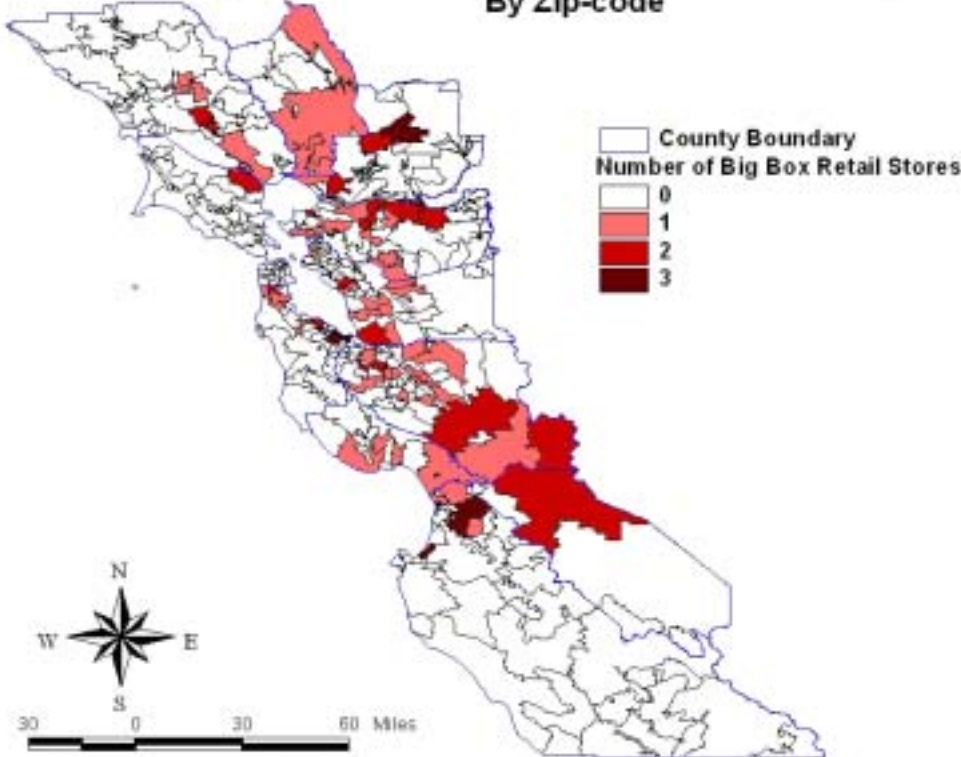 By Zip-code
County Boundary
Number of Big Box Retail Stores
0
1
2
3
N
W E
S
30 0 30 60 Miles